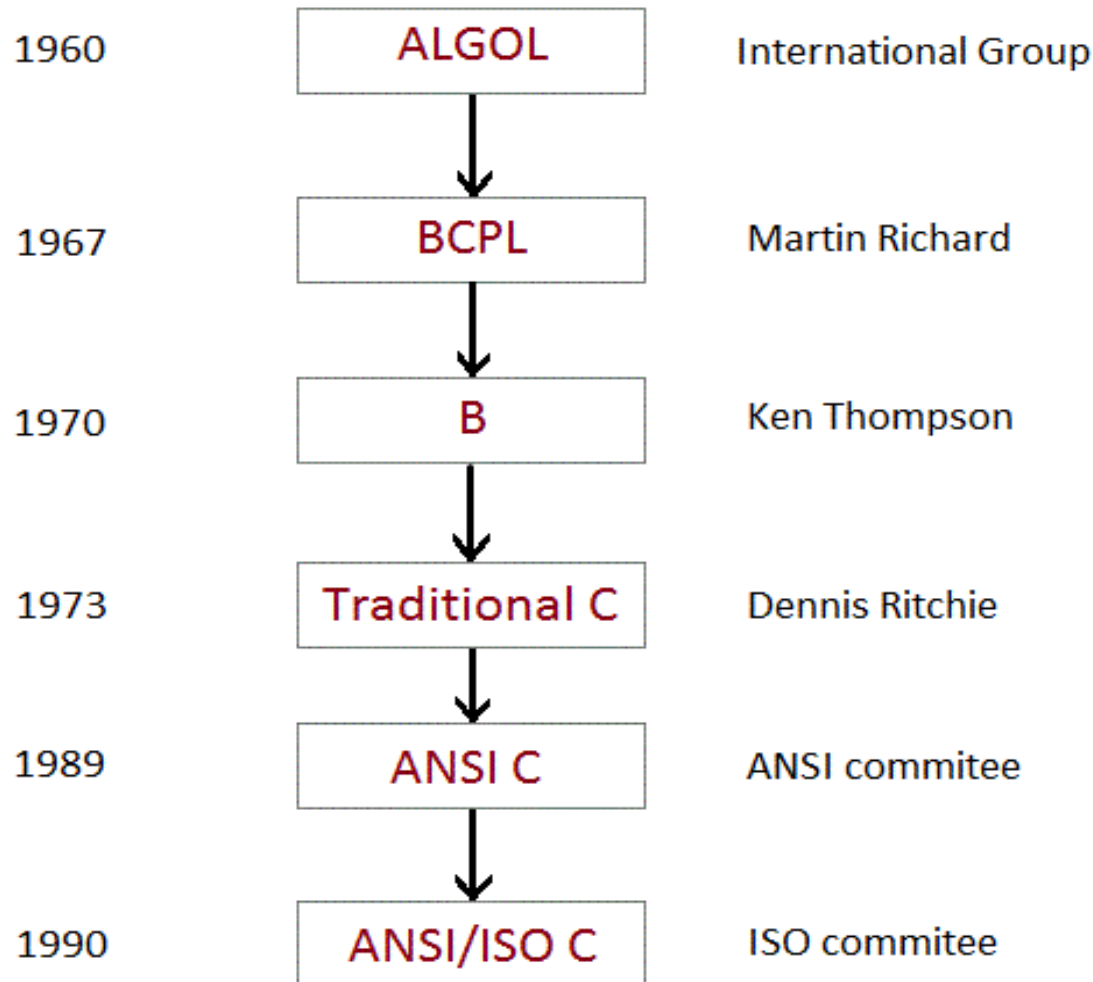 1960 ALGOL International Group
1967 BCPL Martin Richard
1970 B Ken Thompson
1973 Traditional C Dennis Ritchie
1989 ANSI C ANSI commitee
1990 ANSI/ISO C ISO commitee